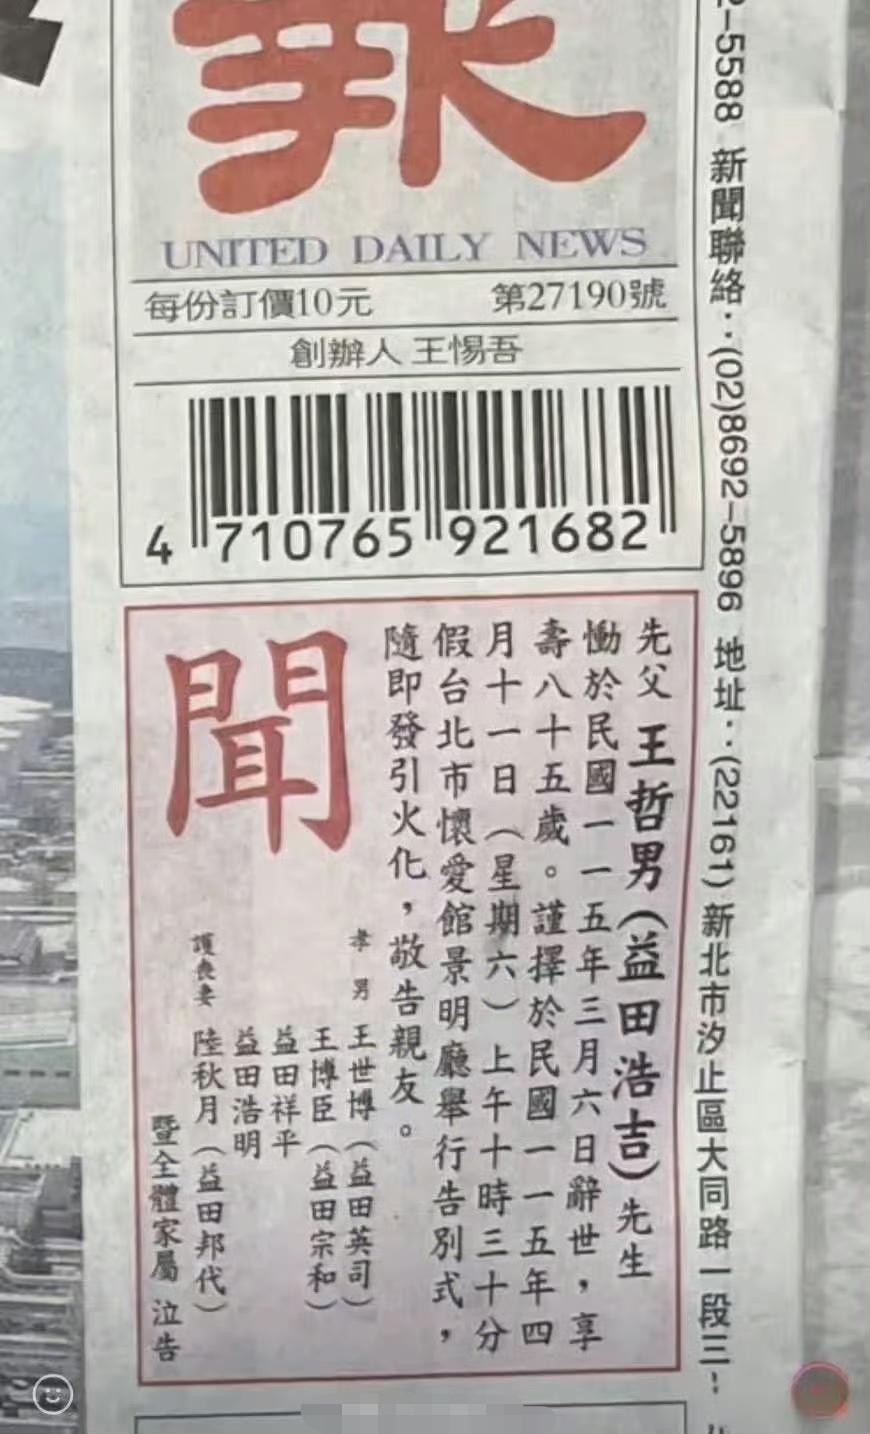 報
UNITED DAILY NEWS
每份訂價10元 第27190號
創辦人 王惕吾
4 710765 921682
2-5588 新聞聯絡：(02)8692-5896 地址：(22161)新北市汐止區大同路一段三
聞
先父 王哲男（益田浩吉）先生
慟於民國一一五年三月六日辭世，享
壽八十五歲。謹擇於民國一一五年四
月十一日（星期六）上午十時三十分
假台北市懷愛館景明廳舉行告別式，
隨即發引火化，敬告親友。
孝男 王世博（益田英司）
王博臣（益田宗和）
益田祥平
益田浩明
護喪妻 陸秋月（益田邦代）
暨全體家屬 泣告